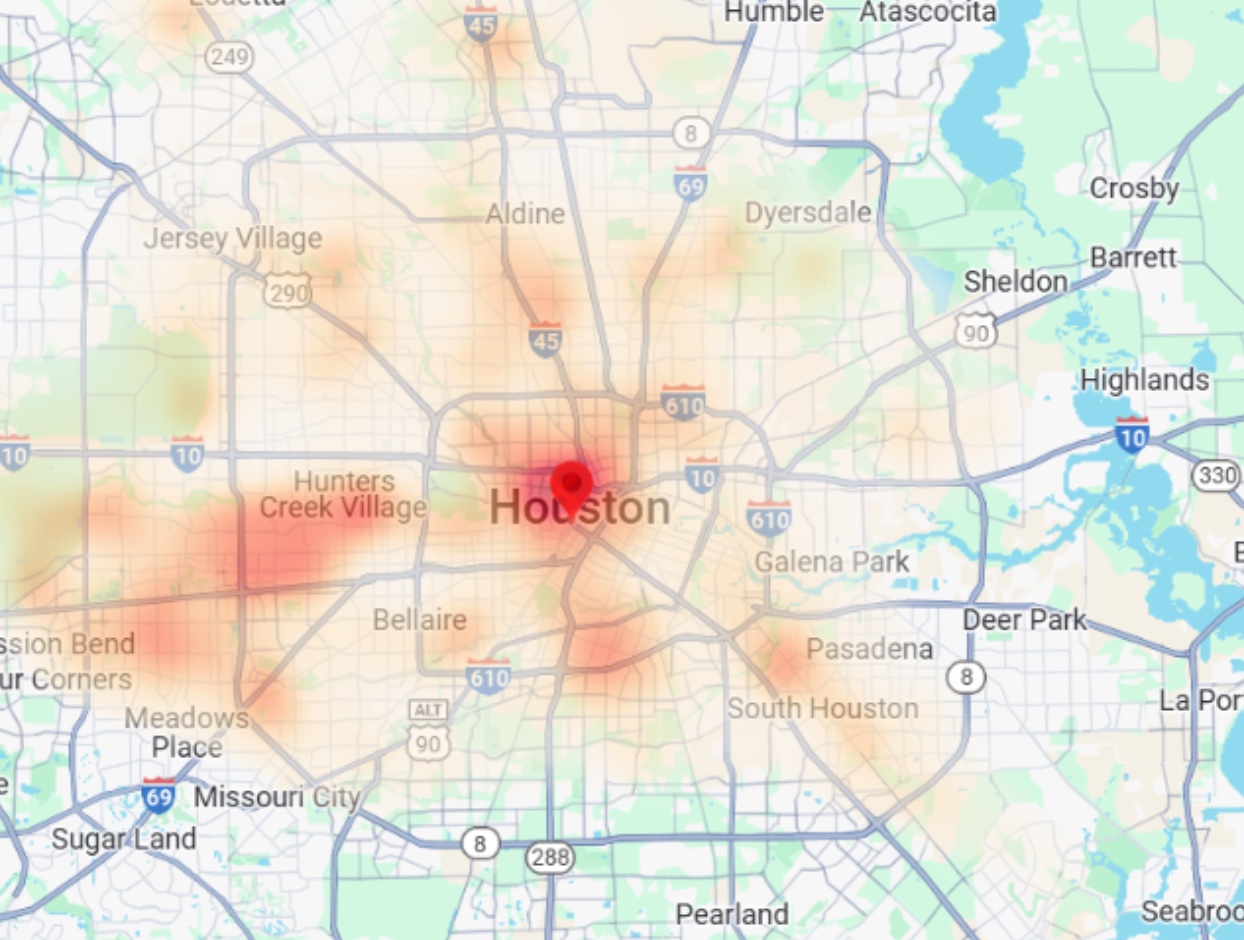 Louetta
45
Humble
Atascocita
249
8
69
Crosby
Aldine
Dyersdale
Jersey Village
Barrett
Sheldon
290
90
45
Highlands
610
10
10
10
10
330
Hunters
Creek Village
Houston
610
Galena Park
Bellaire
Deer Park
ssion Bend
Pasadena
ur Corners
610
8
La Por
ALT
90
South Houston
Meadows
Place
69
Missouri City
Sugar Land
8
288
Pearland
Seabroo